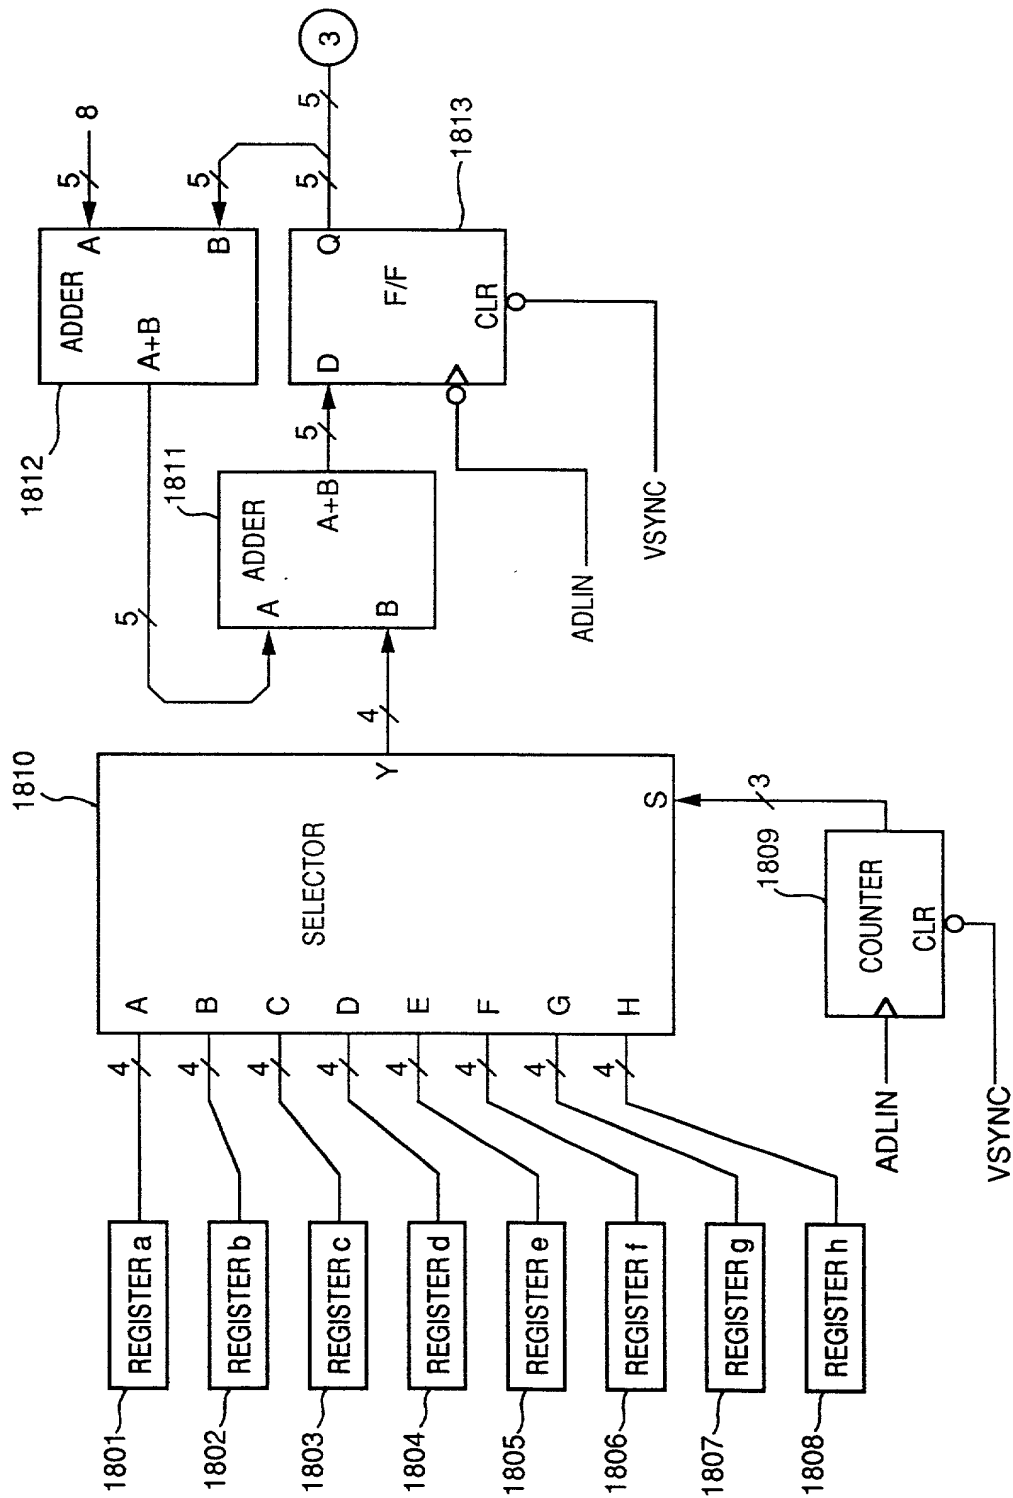 1801
REGISTER a
4
A
1802
REGISTER b
4
B
1803
REGISTER c
4
C
1804
REGISTER d
4
D
1805
REGISTER e
4
E
1806
REGISTER f
4
F
1807
REGISTER g
4
G
1808
REGISTER h
4
H
1810
SELECTOR
Y
S
4
ADLIN
VSYNC
1809
COUNTER
CLR
3
1811
ADDER
A
B
A+B
5
5
1812
ADDER
A+B
A
B
5
8
5
1813
F/F
D
Q
CLR
ADLIN
VSYNC
5
5
3